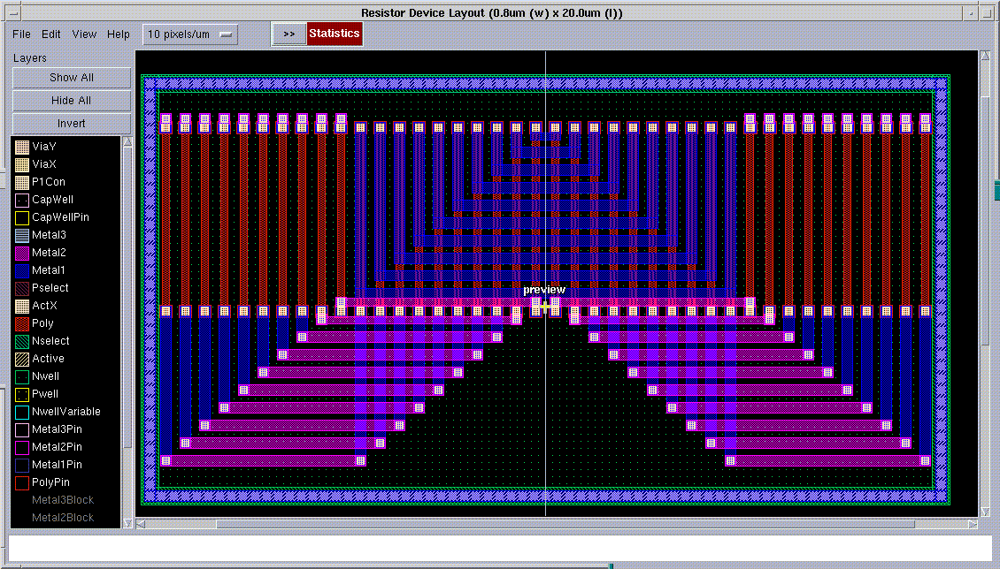 Resistor Device Layout (0.8um (w) x 20.0um (l))
File Edit View Help 10 pixels/um >> Statistics
Layers
Show All
Hide All
Invert
ViaY
ViaX
P1Con
CapWell
CapWellPin
Metal3
Metal2
Metal1
Pselect
ActX
Poly
Nselect
Active
Nwell
Pwell
NwellVariable
Metal3Pin
Metal2Pin
Metal1Pin
PolyPin
Metal3Block
Metal2Block
preview